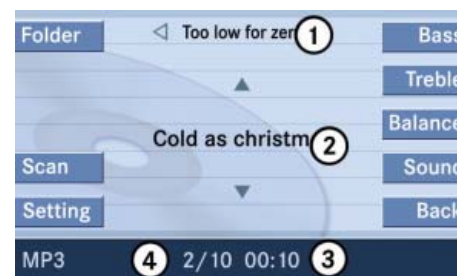 Folder
Too low for zer
1
Bass
Treble
Cold as christm
2
Balance
Scan
Sound
Setting
Back
MP3
4
2/10 00:10
3